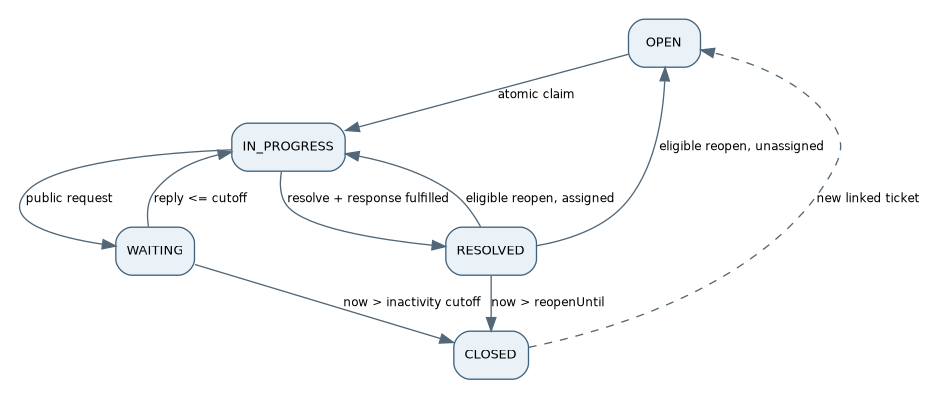 OPEN
atomic claim
IN_PROGRESS
eligible reopen, unassigned
public request
reply <= cutoff
resolve + response fulfilled
eligible reopen, assigned
new linked ticket
WAITING
RESOLVED
now > inactivity cutoff
now > reopenUntil
CLOSED